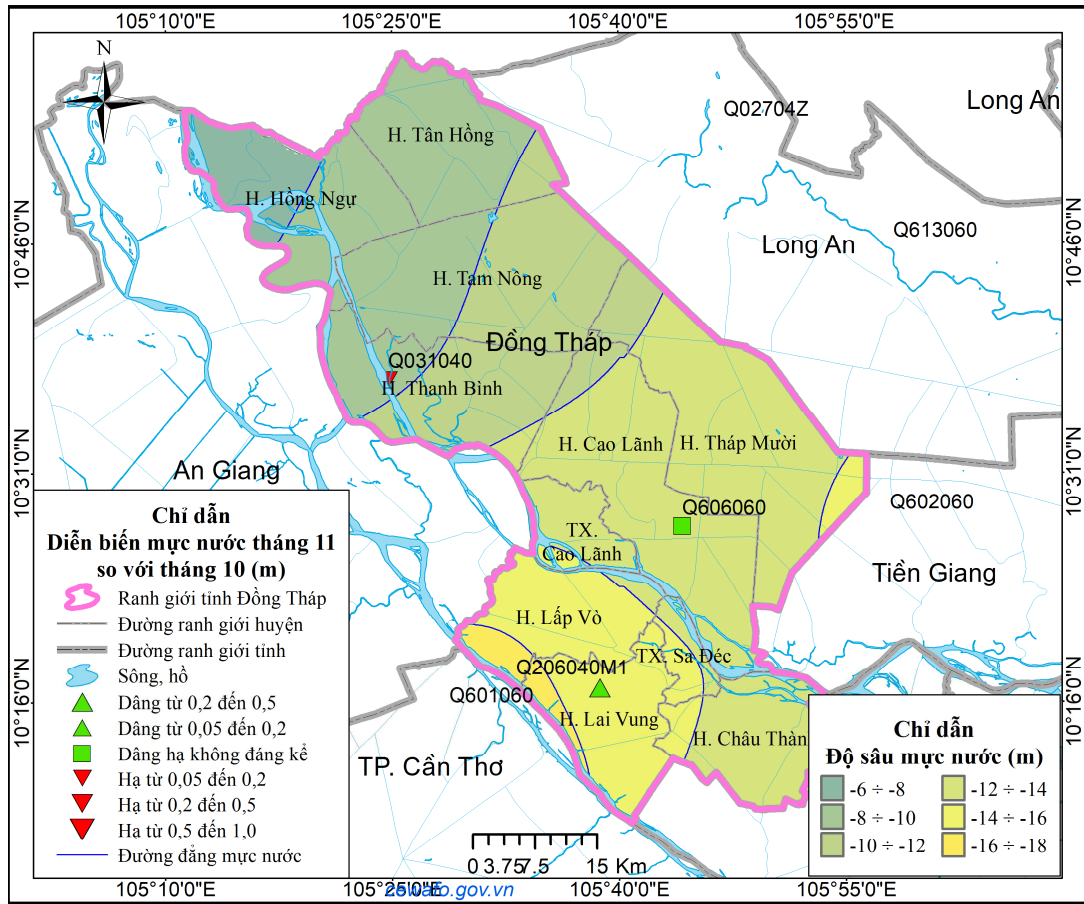 105°10'0"E
105°25'0"E
105°40'0"E
105°55'0"E
N
Long An
Q02704Z
H. Tân Hồng
H. Hồng Ngự
10°46'0"N
10°46'0"N
Q613060
Long An
H. Tam Nông
Đồng Tháp
Q031040
H. Thanh Bình
H. Cao Lãnh
H. Tháp Mười
10°31'0"N
10°31'0"N
An Giang
Q602060
Q606060
TX.
Cao Lãnh
Tiền Giang
H. Lấp Vò
TX. Sa Đéc
Q206040M1
Q601060
H. Lai Vung
10°16'0"N
10°16'0"N
H. Châu Thàn
TP. Cần Thơ
Chỉ dẫn
Diễn biến mực nước tháng 11
so với tháng 10 (m)
Ranh giới tỉnh Đồng Tháp
Đường ranh giới huyện
Đường ranh giới tỉnh
Sông, hồ
Dâng từ 0,2 đến 0,5
Dâng từ 0,05 đến 0,2
Dâng hạ không đáng kể
Hạ từ 0,05 đến 0,2
Hạ từ 0,2 đến 0,5
Hạ từ 0,5 đến 1,0
Đường đẳng mực nước
Chỉ dẫn
Độ sâu mực nước (m)
-6 ÷ -8
-8 ÷ -10
-10 ÷ -12
-12 ÷ -14
-14 ÷ -16
-16 ÷ -18
0 3.75 7.5 15 Km
105°10'0"E
105°25'0"E
105°40'0"E
105°55'0"E
cewafo.gov.vn